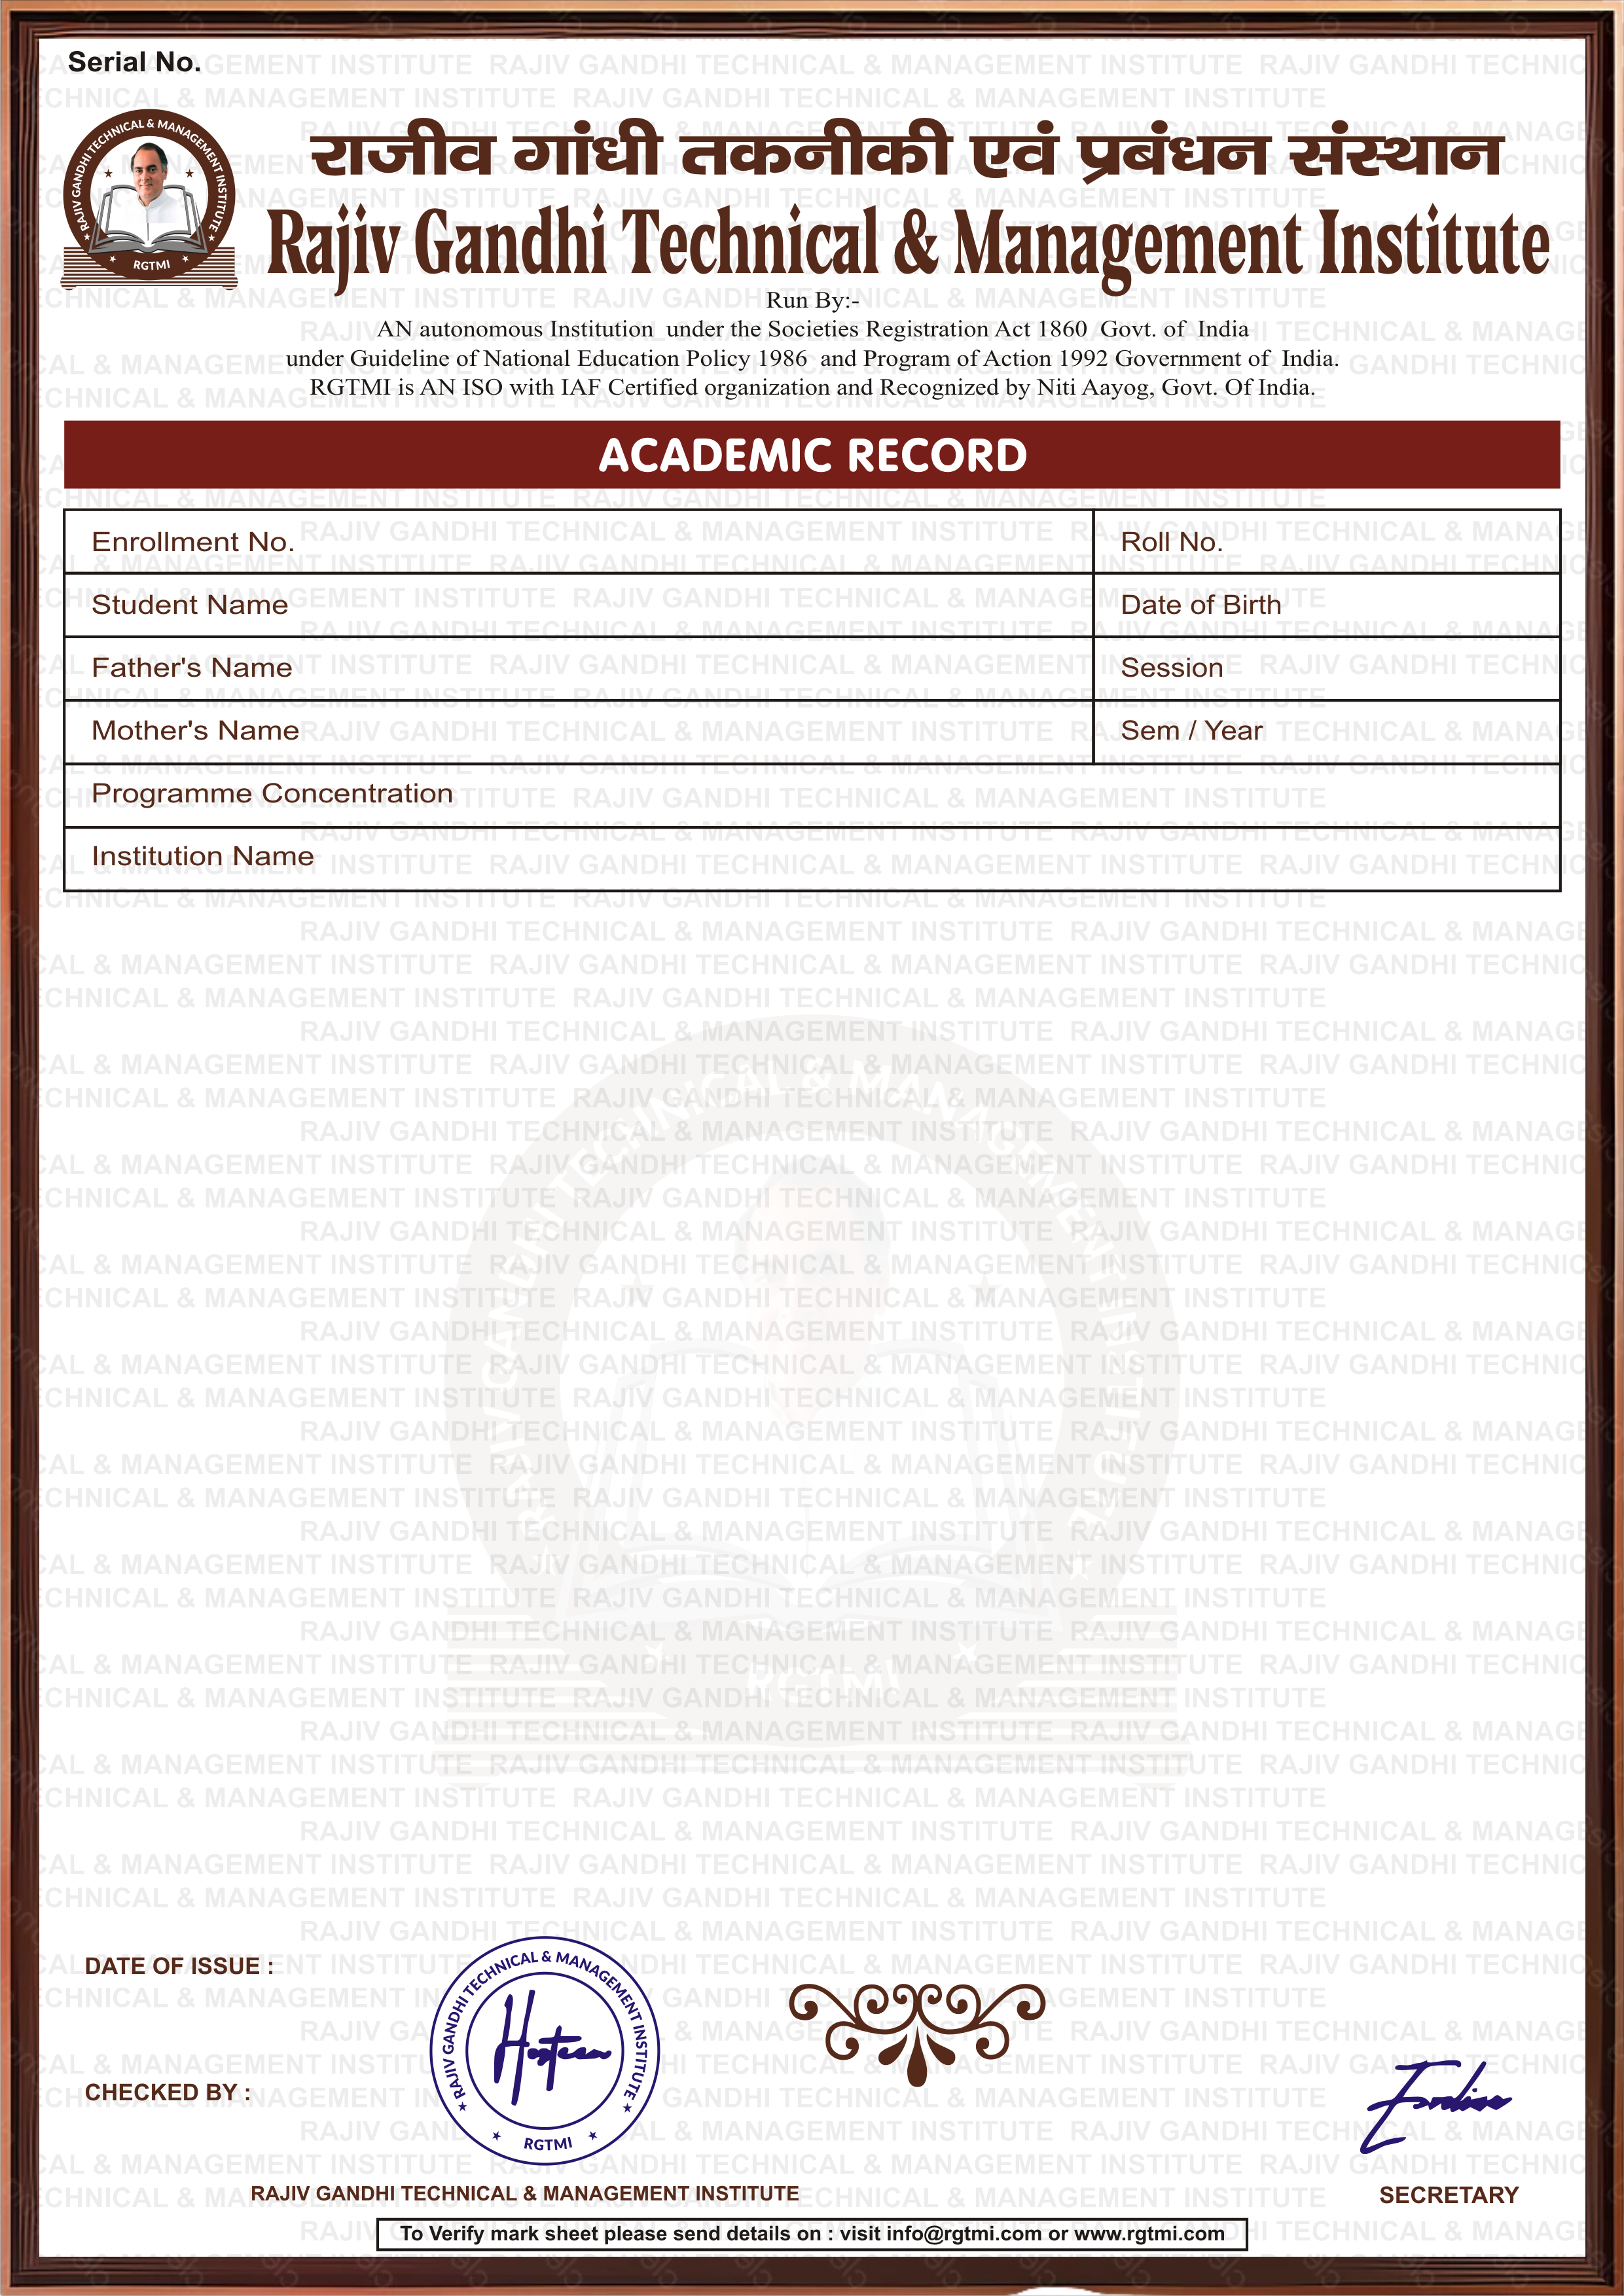 Serial No.
RAJIV GANDHI TECHNICAL & MANAGEMENT INSTITUTE
RGTMI
राजीव गांधी तकनीकी एवं प्रबंधन संस्थान
Rajiv Gandhi Technical & Management Institute
Run By:-
AN autonomous Institution under the Societies Registration Act 1860 Govt. of India
under Guideline of National Education Policy 1986 and Program of Action 1992 Government of India.
RGTMI is AN ISO with IAF Certified organization and Recognized by Niti Aayog, Govt. Of India.
ACADEMIC RECORD
Enrollment No. Roll No.
Student Name Date of Birth
Father's Name Session
Mother's Name Sem / Year
Programme Concentration
Institution Name
RAJIV GANDHI TECHNICAL & MANAGEMENT INSTITUTE
RGTMI
DATE OF ISSUE :
CHECKED BY :
RAJIV GANDHI TECHNICAL & MANAGEMENT INSTITUTE
RGTMI
RAJIV GANDHI TECHNICAL & MANAGEMENT INSTITUTE
SECRETARY
To Verify mark sheet please send details on : visit info@rgtmi.com or www.rgtmi.com